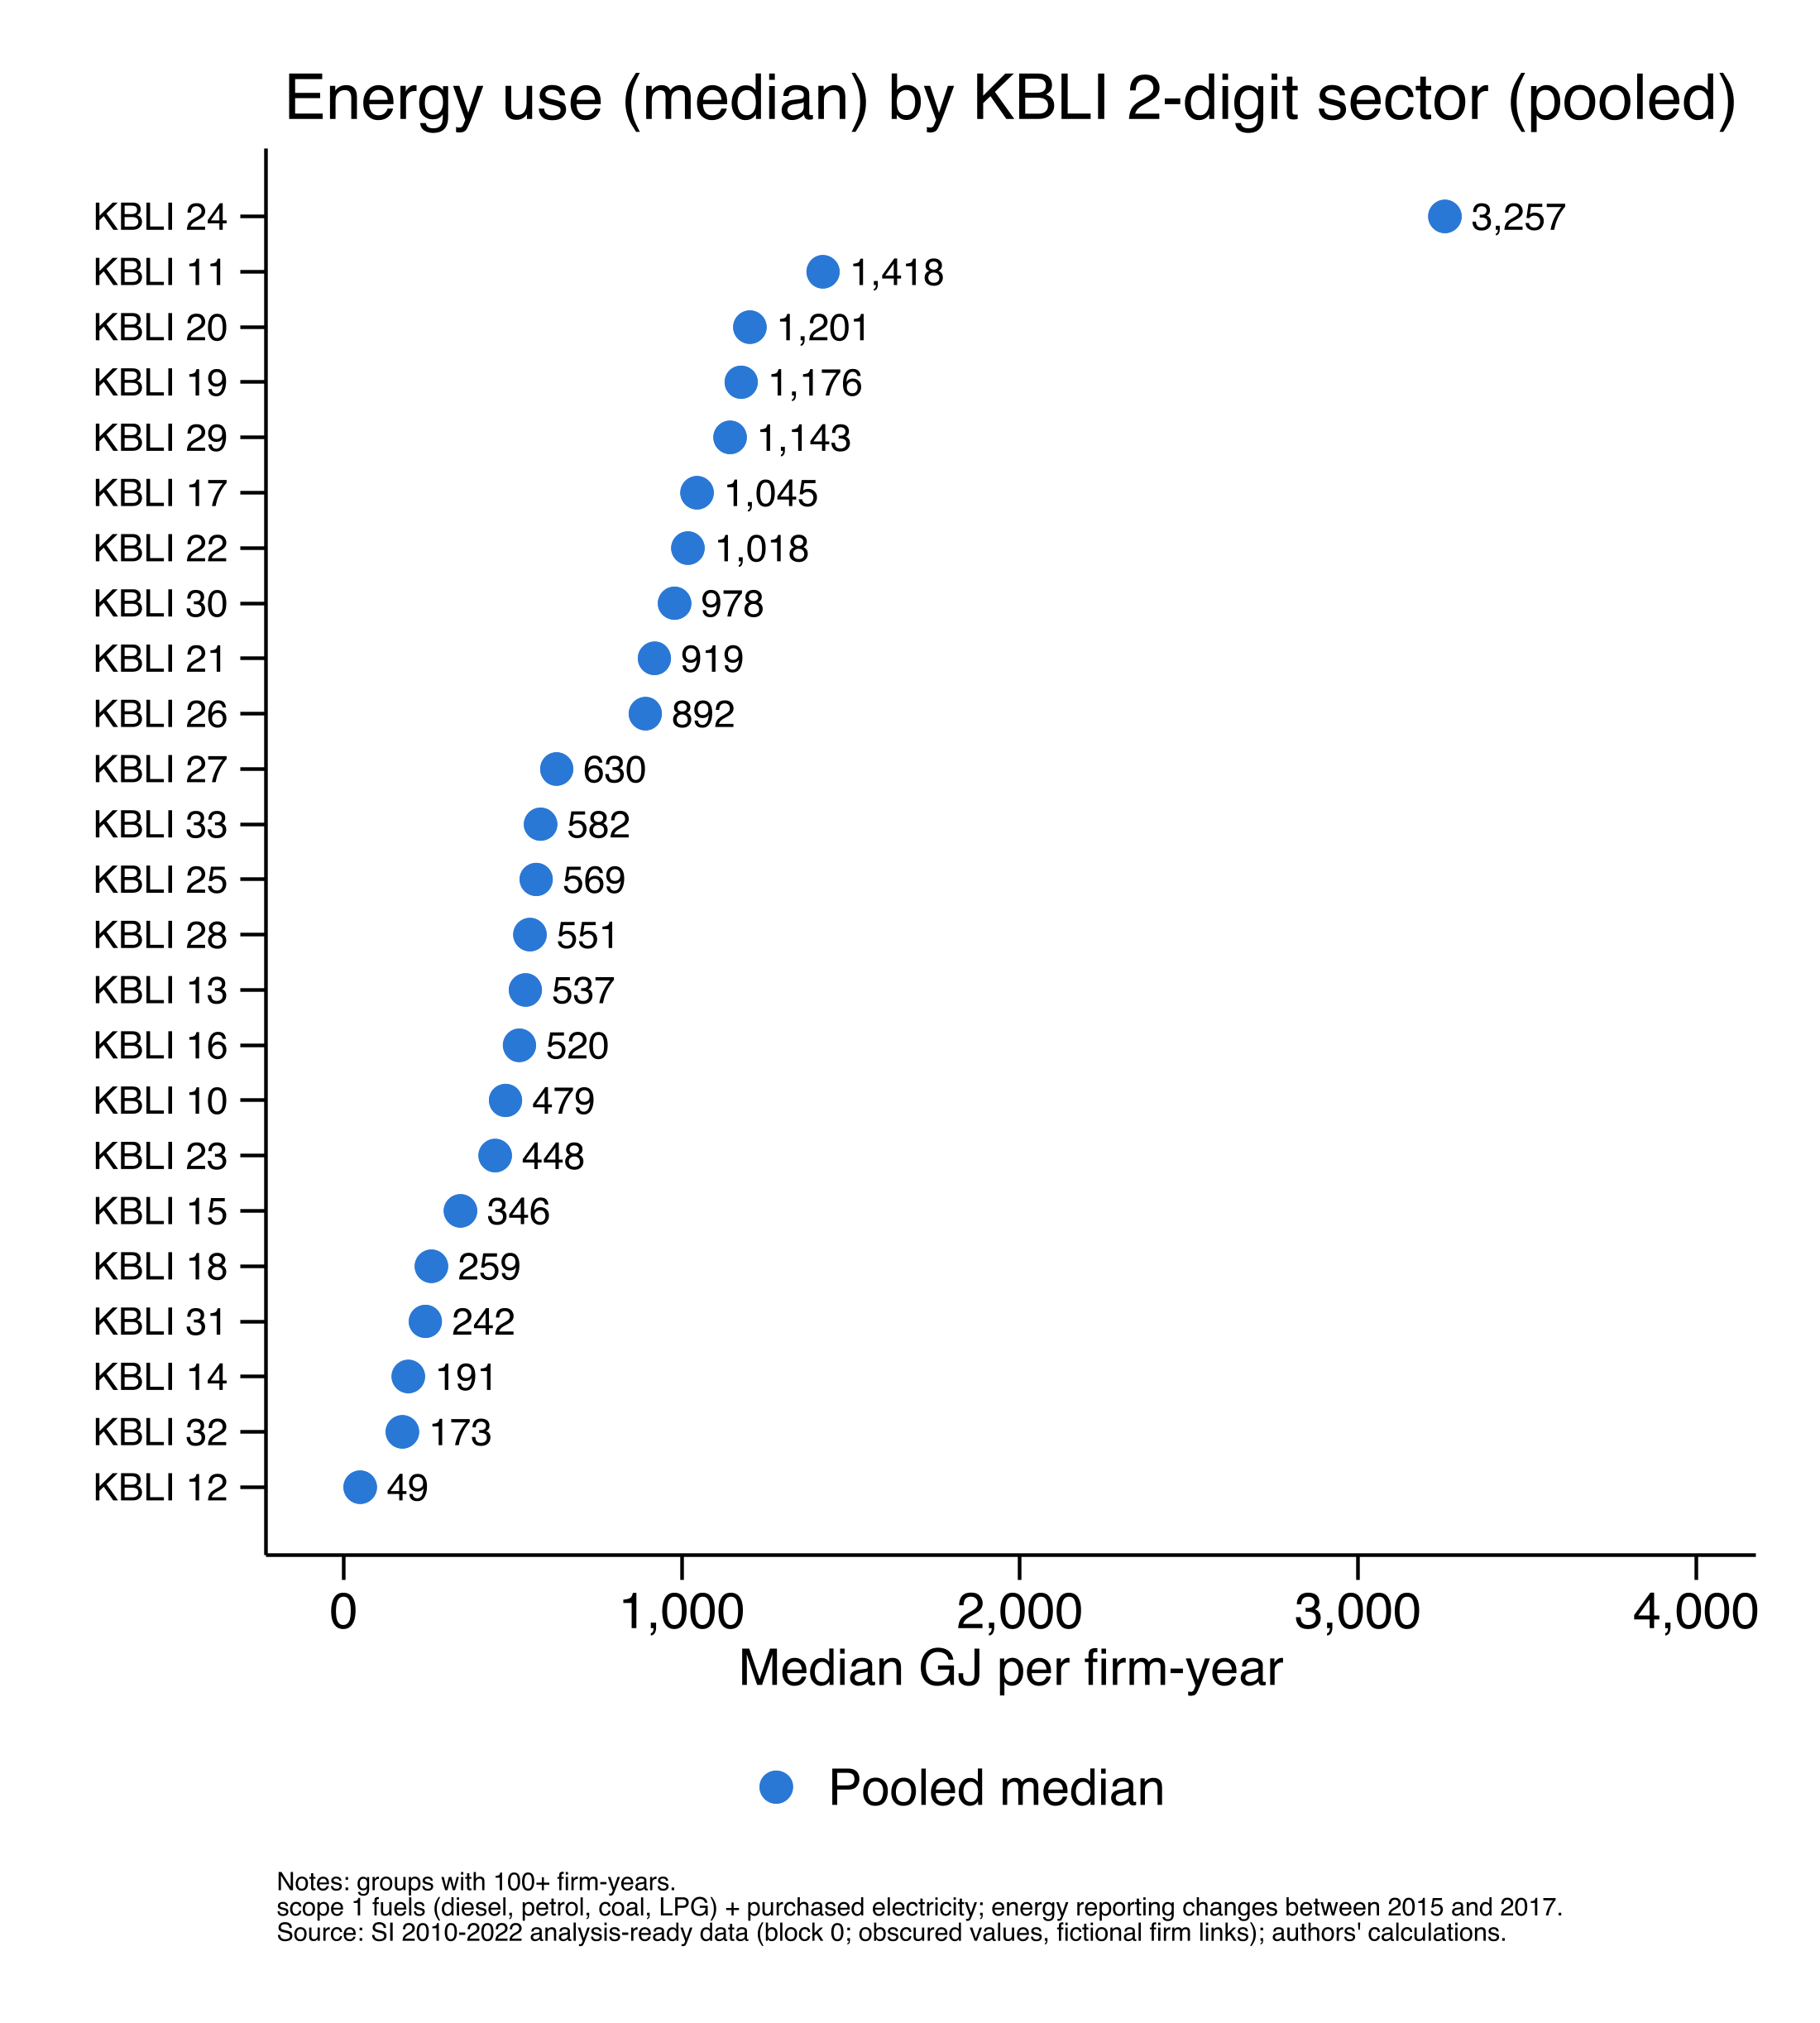 Energy use (median) by KBLI 2-digit sector (pooled)
KBLI 24 3,257
KBLI 11 1,418
KBLI 20 1,201
KBLI 19 1,176
KBLI 29 1,143
KBLI 17 1,045
KBLI 22 1,018
KBLI 30 978
KBLI 21 919
KBLI 26 892
KBLI 27 630
KBLI 33 582
KBLI 25 569
KBLI 28 551
KBLI 13 537
KBLI 16 520
KBLI 10 479
KBLI 23 448
KBLI 15 346
KBLI 18 259
KBLI 31 242
KBLI 14 191
KBLI 32 173
KBLI 12 49
0 1,000 2,000 3,000 4,000
Median GJ per firm-year
Pooled median
Notes: groups with 100+ firm-years.
scope 1 fuels (diesel, petrol, coal, LPG) + purchased electricity; energy reporting changes between 2015 and 2017.
Source: SI 2010-2022 analysis-ready data (block 0; obscured values, fictional firm links); authors' calculations.